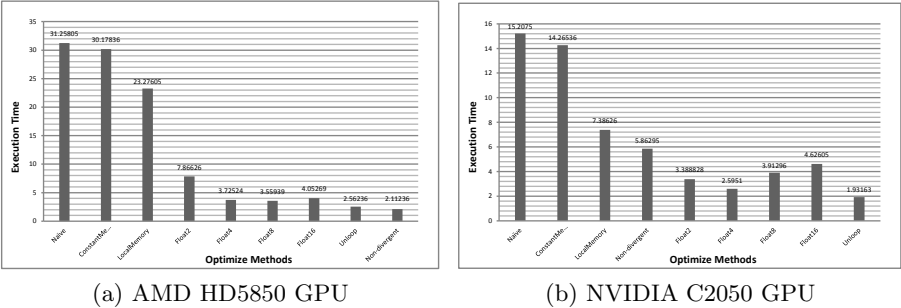 35
30
25
20
15
10
5
0
Execution Time
31.25805
30.17836
23.27605
7.86626
3.72524
3.55939
4.05269
2.56236
2.11236
Naïve
ConstantMe...
LocalMemory
Float2
Float4
Float8
Float16
Unloop
Non-divergent
Optimize Methods
(a) AMD HD5850 GPU
16
14
12
10
8
6
4
2
0
Execution Time
15.2075
14.26536
7.38626
5.86295
3.388828
2.5951
3.91296
4.62605
1.93163
Naïve
ConstantMe...
LocalMemory
Non-divergent
Float2
Float4
Float8
Float16
Unloop
Optimize Methods
(b) NVIDIA C2050 GPU